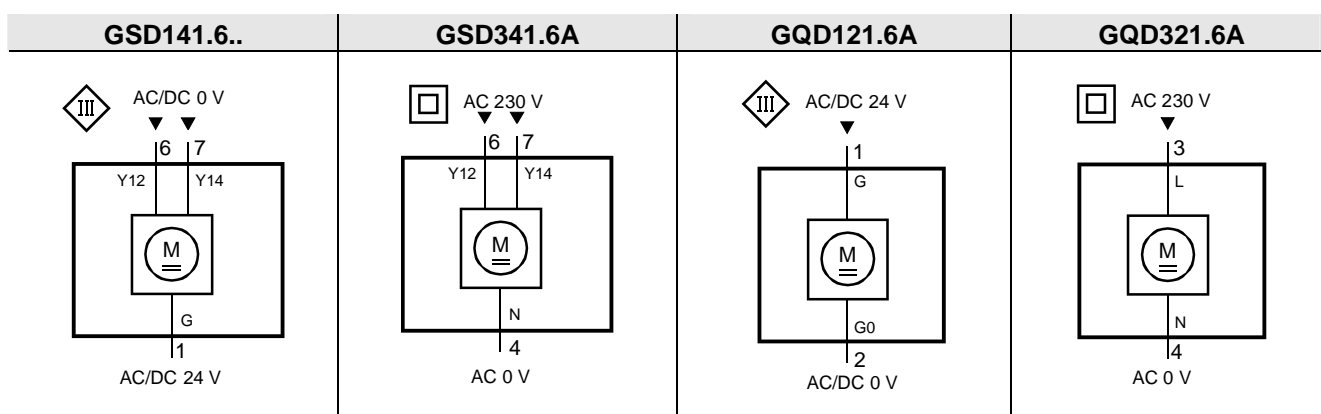 GSD141.6.. GSD341.6A GQD121.6A GQD321.6A
III AC/DC 0 V
6 7
Y12 Y14
M
G
1
AC/DC 24 V
AC 230 V
6 7
Y12 Y14
M
N
4
AC 0 V
III AC/DC 24 V
1
G
M
G0
2
AC/DC 0 V
AC 230 V
3
L
M
N
4
AC 0 V